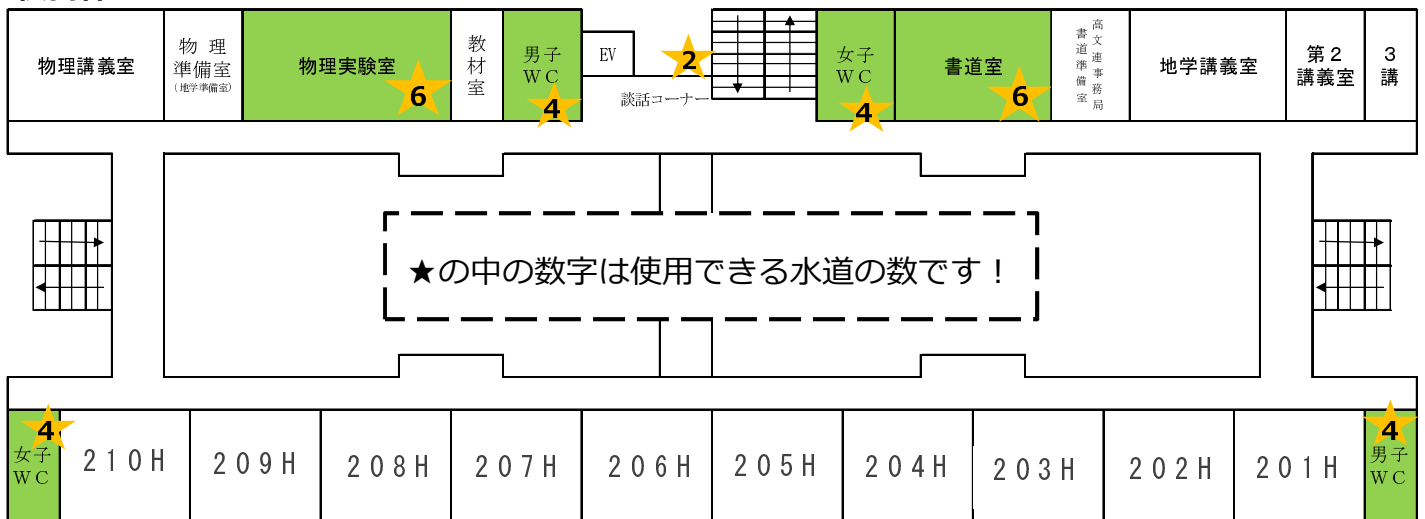 物理講義室
物 理
準備室
(地学準備室)
物理実験室
6
教
材
室
男子
WC
4
EV
2
談話コーナー
女子
WC
4
書道室
6
高文連事務局
書道準備室
地学講義室
第2
講義室
3
講
★の中の数字は使用できる水道の数です！
4
女子
WC
210H
209H
208H
207H
206H
205H
204H
203H
202H
201H
4
男子
WC